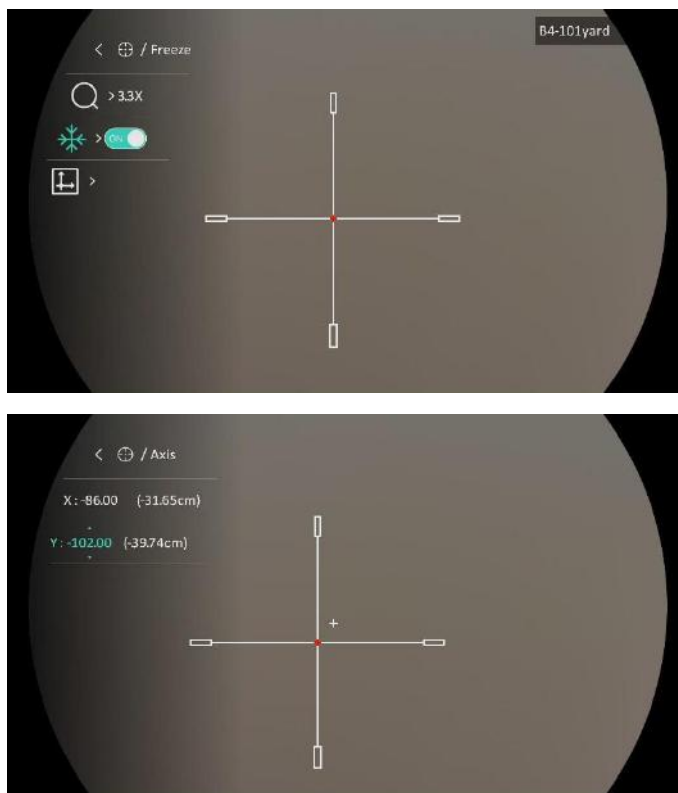 / Freeze
B4-101yard
>3.3X
> ON
>
/ Axis
X : -86.00 (-31.65cm)
Y : -102.00 (-39.74cm)